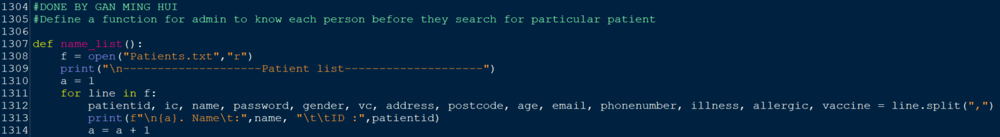 1304 #DONE BY GAN MING HUI
1305 #Define a function for admin to know each person before they search for particular patient
1306
1307 def name_list():
1308     f = open("Patients.txt","r")
1309     print("\n--------------------Patient list--------------------")
1310     a = 1
1311     for line in f:
1312         patientid, ic, name, password, gender, vc, address, postcode, age, email, phonenumber, illness, allergic, vaccine = line.split(",")
1313         print(f"\n{a}. Name\t:",name, "\t\tID :",patientid)
1314         a = a + 1